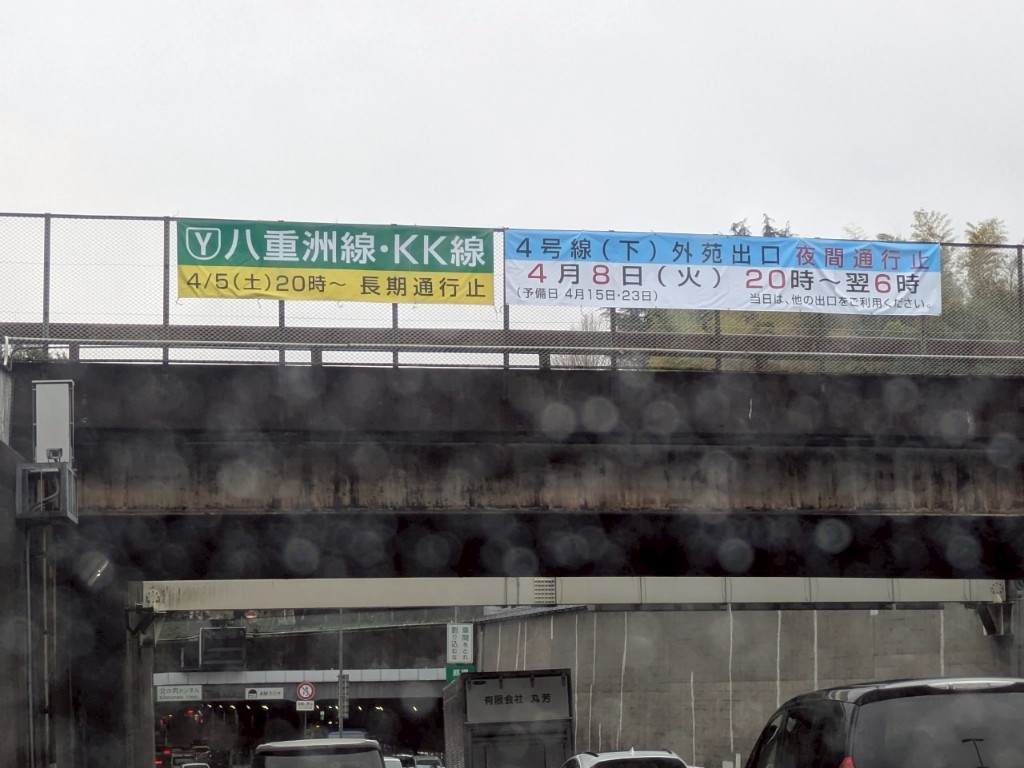 Y 八重洲線・KK線
4/5(土)20時～ 長期通行止
4号線(下)外苑出口 夜間通行止
4月8日(火) 20時～翌6時
(予備日 4月15日・23日)
当日は、他の出口をご利用ください。
有限会社 丸芳